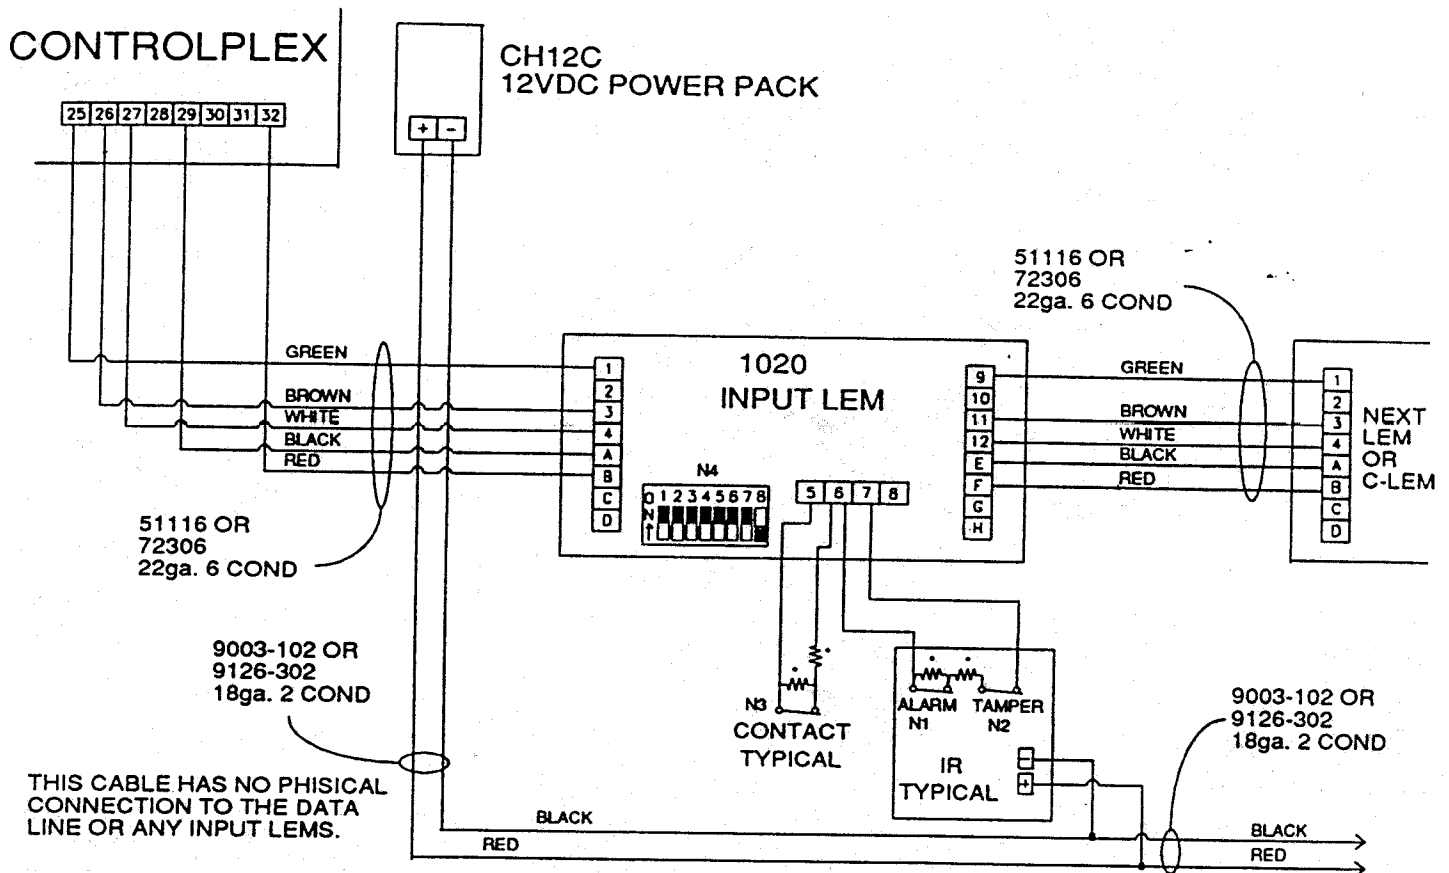 CONTROLPLEX
25 26 27 28 29 30 31 32
+ -
CH12C
12VDC POWER PACK
51116 OR
72306
22ga. 6 COND
GREEN
BROWN
WHITE
BLACK
RED
51116 OR
72306
22ga. 6 COND
1
2
3
4
A
B
C
D
1020
INPUT LEM
N4
O
N
↑
1 2 3 4 5 6 7 8
5 6 7 8
9
10
11
12
E
F
G
H
GREEN
BROWN
WHITE
BLACK
RED
1
2
3
4
A
B
C
D
NEXT
LEM
OR
C-LEM
9003-102 OR
9126-302
18ga. 2 COND
N3
CONTACT
TYPICAL
ALARM
N1
TAMPER
N2
IR
TYPICAL
-
+
9003-102 OR
9126-302
18ga. 2 COND
THIS CABLE HAS NO PHISICAL
CONNECTION TO THE DATA
LINE OR ANY INPUT LEMS.
BLACK
RED
BLACK
RED